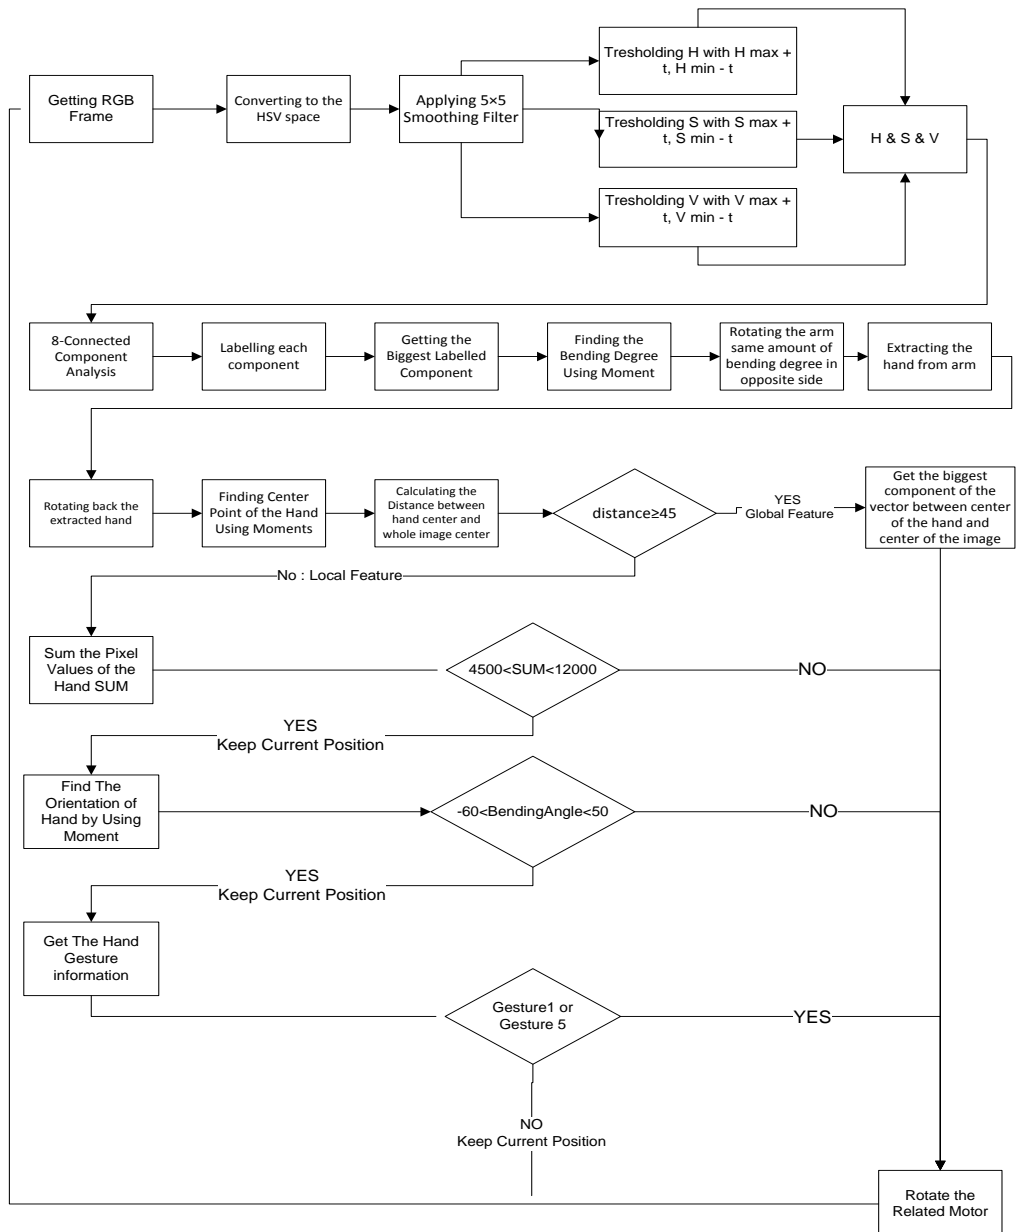 Getting RGB
Frame
Converting to the
HSV space
Applying 5×5
Smoothing Filter
Tresholding H with H max +
t, H min - t
Tresholding S with S max +
t, S min - t
Tresholding V with V max +
t, V min - t
H & S & V
8-Connected
Component
Analysis
Labelling each
component
Getting the
Biggest Labelled
Component
Finding the
Bending Degree
Using Moment
Rotating the arm
same amount of
bending degree in
opposite side
Extracting the
hand from arm
Rotating back the
extracted hand
Finding Center
Point of the Hand
Using Moments
Calculating the
Distance between
hand center and
whole image center
distance≥45
YES
Global Feature
Get the biggest
component of the
vector between center
of the hand and
center of the image
No : Local Feature
Sum the Pixel
Values of the
Hand SUM
4500<SUM<12000
NO
YES
Keep Current Position
Find The
Orientation of
Hand by Using
Moment
-60<BendingAngle<50
NO
YES
Keep Current Position
Get The Hand
Gesture
information
Gesture1 or
Gesture 5
YES
NO
Keep Current Position
Rotate the
Related Motor